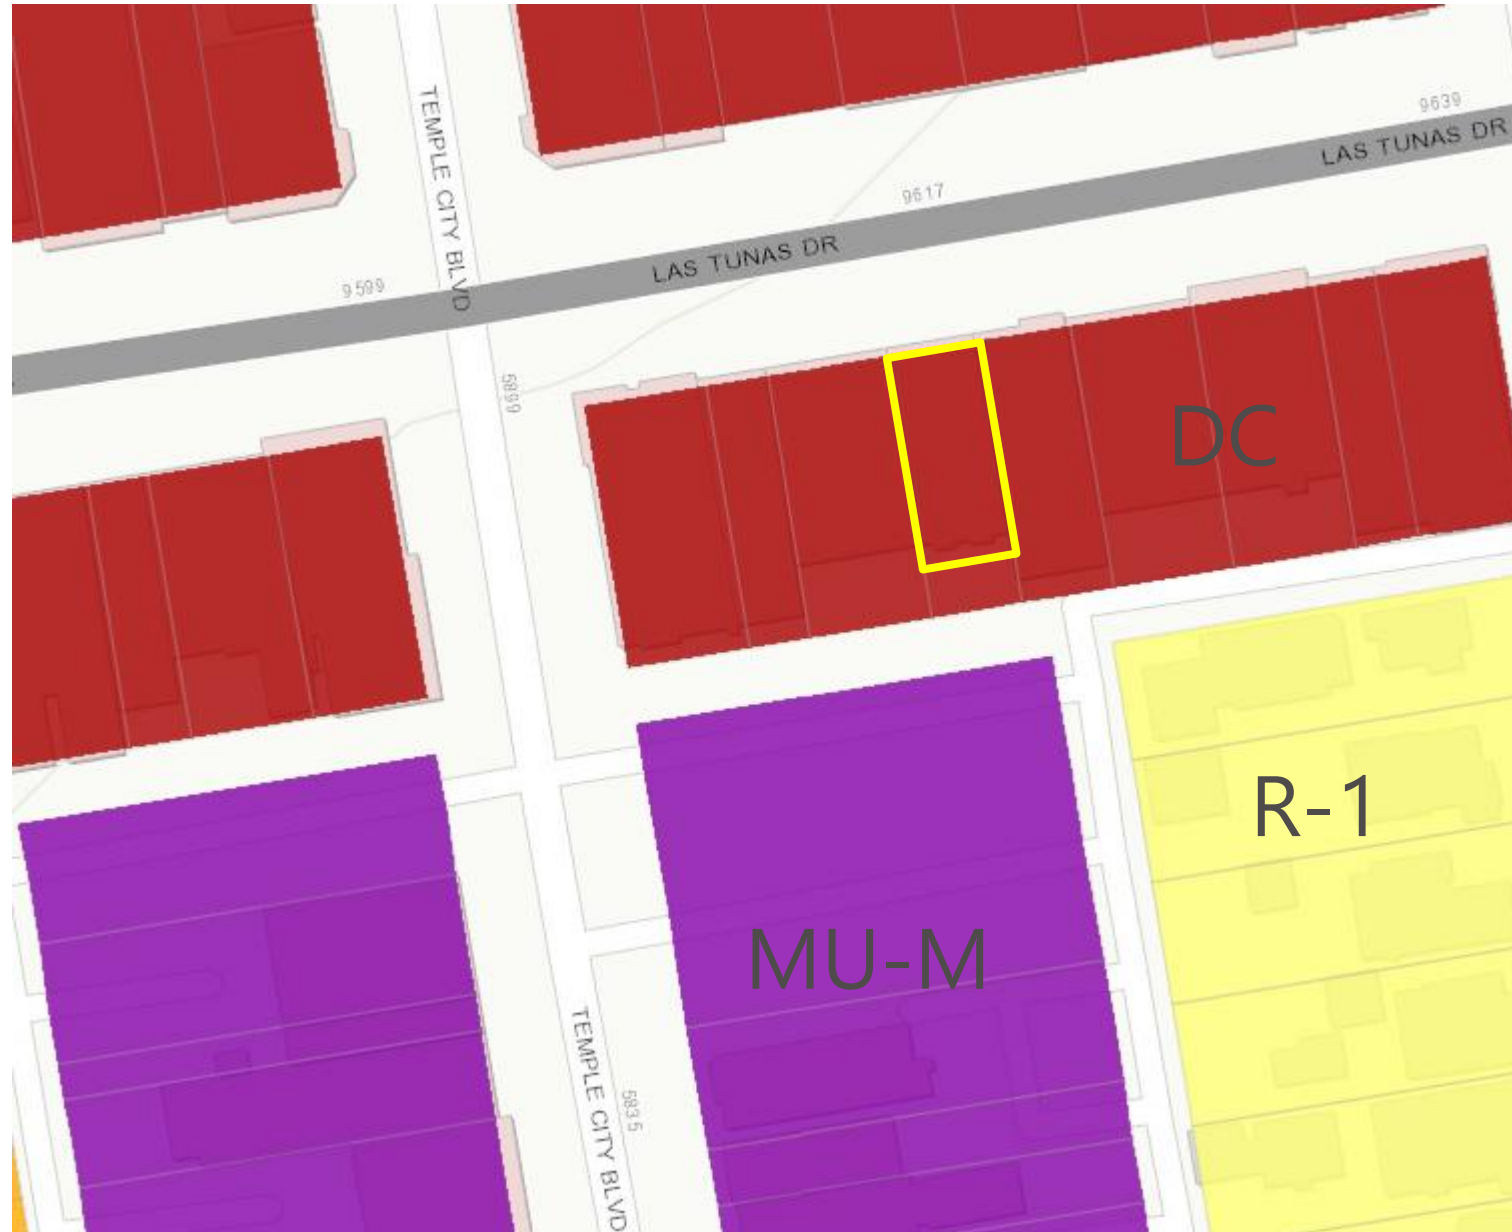 TEMPLE CITY BLVD
9639
LAS TUNAS DR
9617
LAS TUNAS DR
9599
5899
DC
R-1
MU-M
TEMPLE CITY BLVD
5835